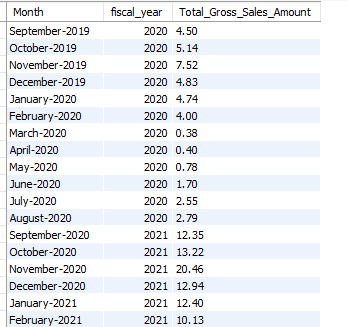 Month fiscal_year Total_Gross_Sales_Amount
September-2019 2020 4.50
October-2019 2020 5.14
November-2019 2020 7.52
December-2019 2020 4.83
January-2020 2020 4.74
February-2020 2020 4.00
March-2020 2020 0.38
April-2020 2020 0.40
May-2020 2020 0.78
June-2020 2020 1.70
July-2020 2020 2.55
August-2020 2020 2.79
September-2020 2021 12.35
October-2020 2021 13.22
November-2020 2021 20.46
December-2020 2021 12.94
January-2021 2021 12.40
February-2021 2021 10.13